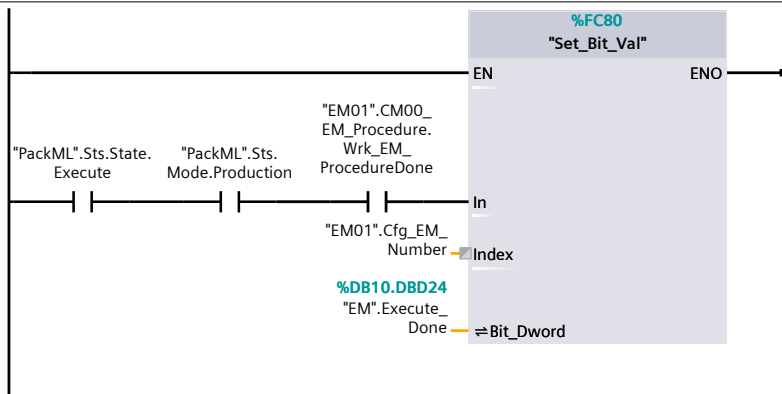 %FC80
"Set_Bit_Val"
EN
ENO
"PackML".Sts.State.
Execute
"PackML".Sts.
Mode.Production
"EM01".CM00_
EM_Procedure.
Wrk_EM_
ProcedureDone
In
"EM01".Cfg_EM_
Number
Index
%DB10.DBD24
"EM".Execute_
Done
⇌Bit_Dword